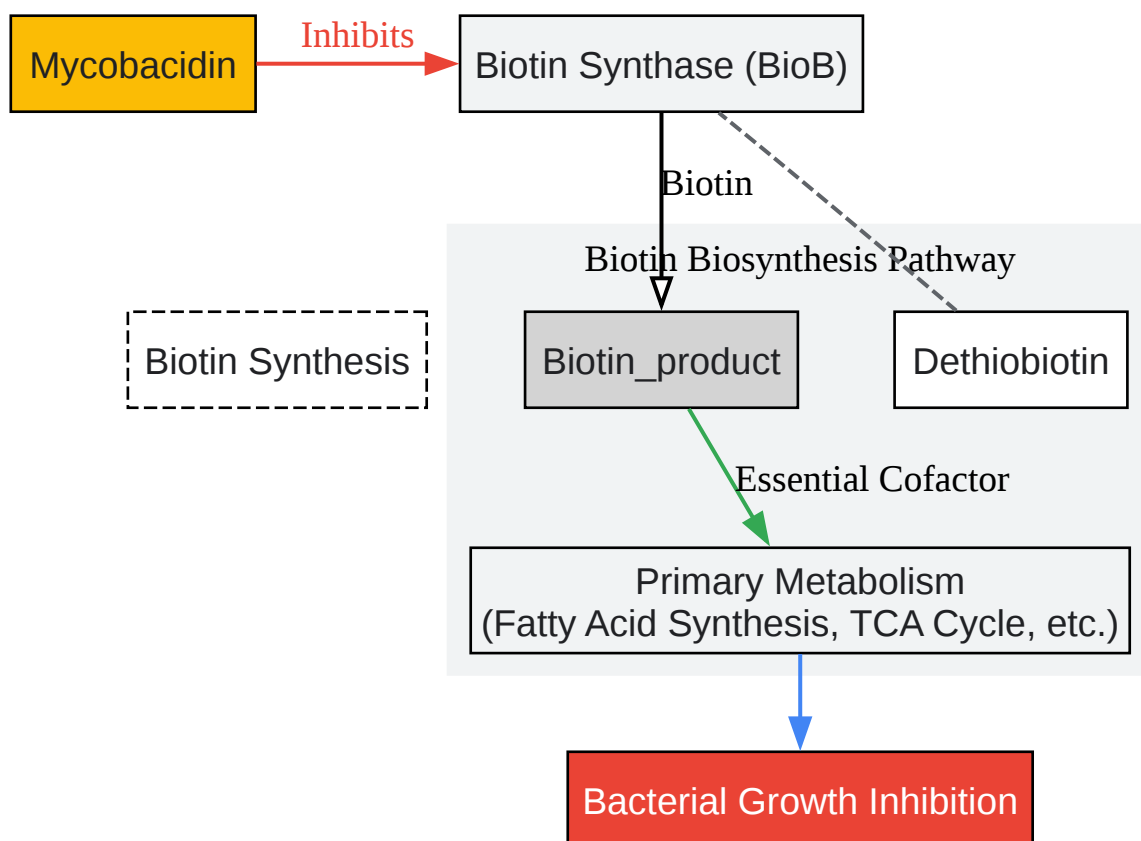 Mycobacidin
Inhibits
Biotin Synthase (BioB)
Biotin
Biotin Biosynthesis Pathway
Biotin Synthesis
Biotin_product
Dethiobiotin
Essential Cofactor
Primary Metabolism
(Fatty Acid Synthesis, TCA Cycle, etc.)
Bacterial Growth Inhibition